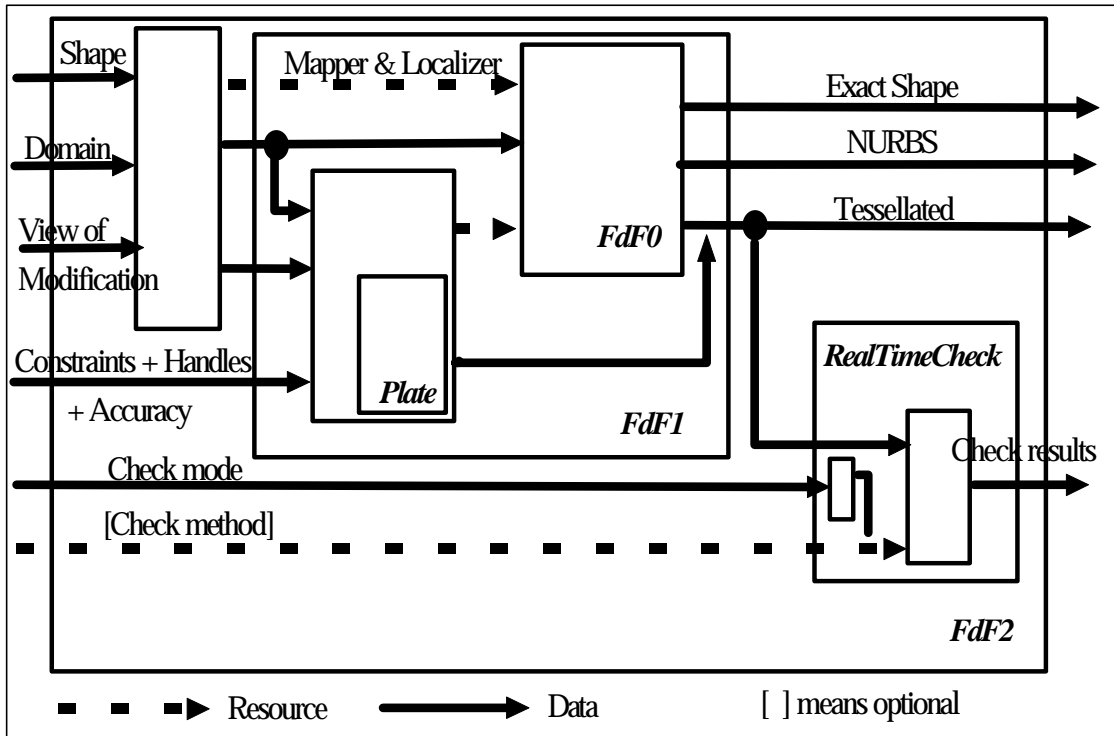 Shape
Mapper & Localizer
Exact Shape
Domain
NURBS
View of
Modification
FdF0
Tessellated
Constraints + Handles
+ Accuracy
Plate
FdF1
RealTimeCheck
Check mode
Check results
[Check method]
FdF2
Resource
Data
[ ] means optional